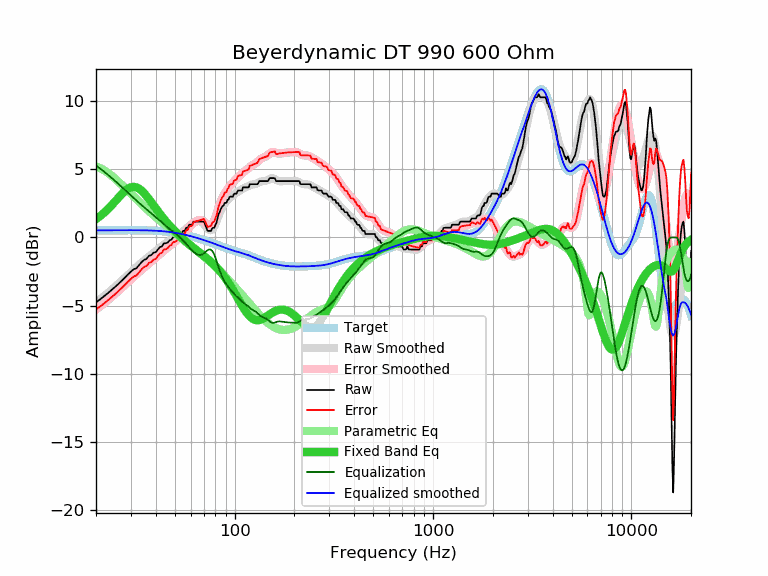 Beyerdynamic DT 990 600 Ohm
10
5
0
−5
−10
−15
−20
Amplitude (dBr)
Target
Raw Smoothed
Error Smoothed
Raw
Error
Parametric Eq
Fixed Band Eq
Equalization
Equalized smoothed
100 1000 10000
Frequency (Hz)